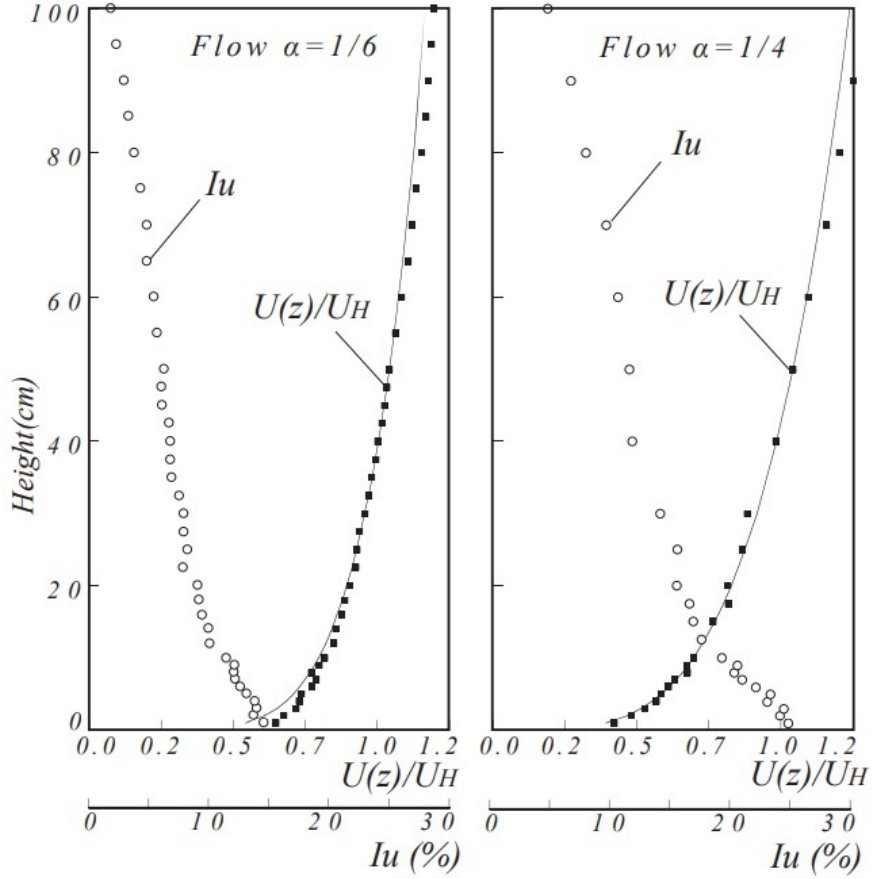 100
80
60
40
20
0
Height(cm)
Flow α=1/6
Iu
U(z)/UH
0.0 0.2 0.5 0.75 1.0 1.2
U(z)/UH
0 10 20 30
Iu (%)
Flow α=1/4
Iu
U(z)/UH
0.0 0.2 0.5 0.7 1.0 1.2
U(z)/UH
0 10 20 30
Iu (%)